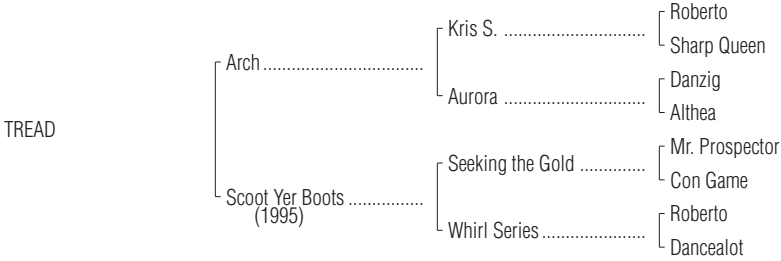 Roberto
Kris S. ..............................
Sharp Queen
Arch ..................................
Danzig
Aurora ..............................
Althea
TREAD
Mr. Prospector
Seeking the Gold ..............
Con Game
Scoot Yer Boots ................
(1995)
Roberto
Whirl Series ......................
Dancealot